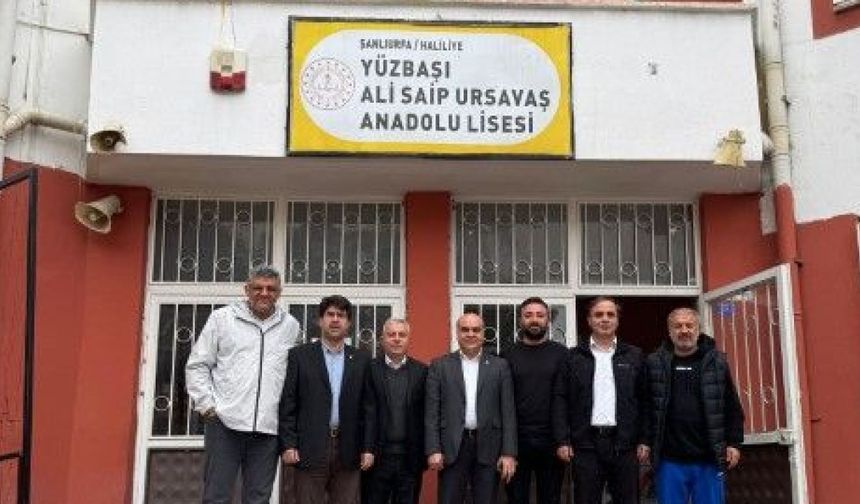 ŞANLIURFA / HALİLİYE
YÜZBAŞI
ALİ SAİP URSAVAŞ
ANADOLU LİSESİ